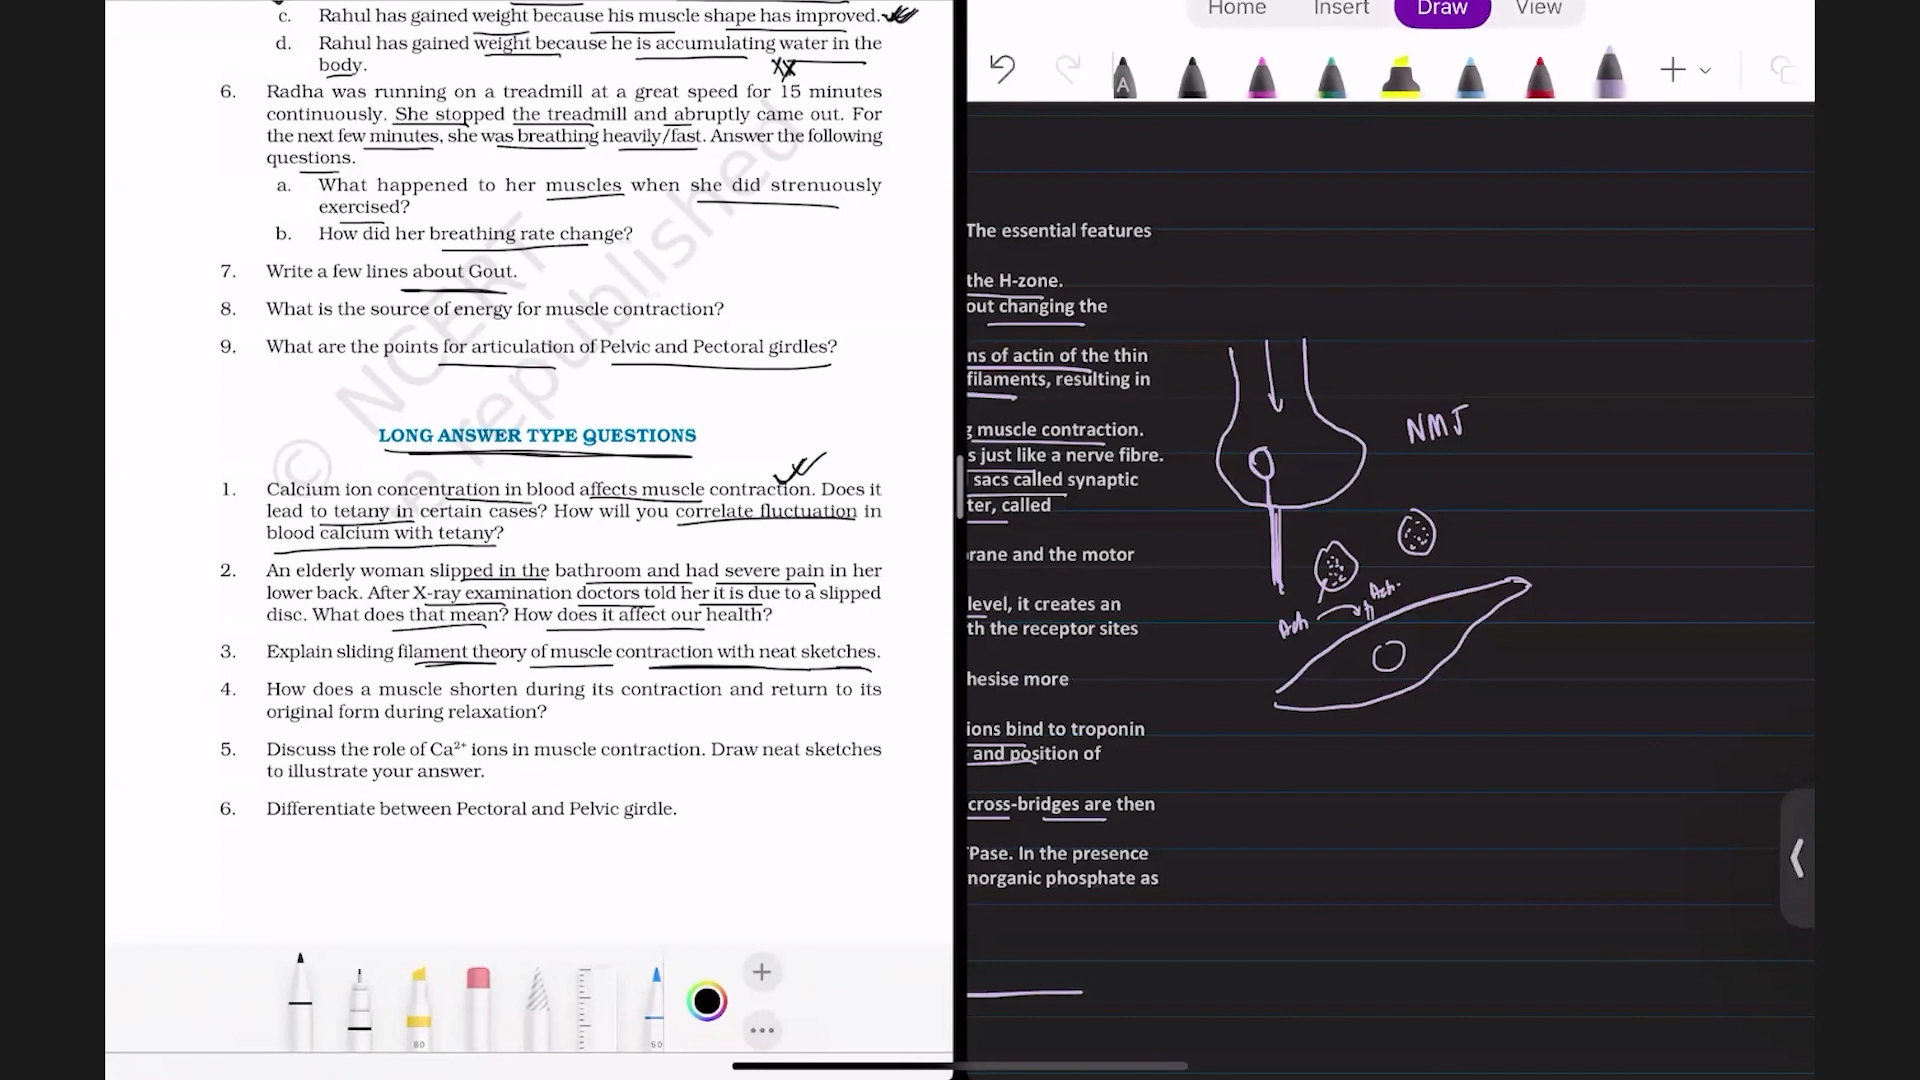 c. Rahul has gained weight because his muscle shape has improved.
d. Rahul has gained weight because he is accumulating water in the
body.
6. Radha was running on a treadmill at a great speed for 15 minutes
continuously. She stopped the treadmill and abruptly came out. For
the next few minutes, she was breathing heavily/fast. Answer the following
questions.
a. What happened to her muscles when she did strenuously
exercised?
b. How did her breathing rate change?
7. Write a few lines about Gout.
8. What is the source of energy for muscle contraction?
9. What are the points for articulation of Pelvic and Pectoral girdles?
LONG ANSWER TYPE QUESTIONS
1. Calcium ion concentration in blood affects muscle contraction. Does it
lead to tetany in certain cases? How will you correlate fluctuation in
blood calcium with tetany?
2. An elderly woman slipped in the bathroom and had severe pain in her
lower back. After X-ray examination doctors told her it is due to a slipped
disc. What does that mean? How does it affect our health?
3. Explain sliding filament theory of muscle contraction with neat sketches.
4. How does a muscle shorten during its contraction and return to its
original form during relaxation?
5. Discuss the role of Ca²⁺ ions in muscle contraction. Draw neat sketches
to illustrate your answer.
6. Differentiate between Pectoral and Pelvic girdle.
© NCERT
republished
80
50
Home Insert Draw View
A
The essential features
the H-zone.
out changing the
ns of actin of the thin
filaments, resulting in
g muscle contraction.
s just like a nerve fibre.
sacs called synaptic
ter, called
rane and the motor
level, it creates an
th the receptor sites
hesise more
ions bind to troponin
and position of
cross-bridges are then
Pase. In the presence
norganic phosphate as
NMJ
Ach
Ach.